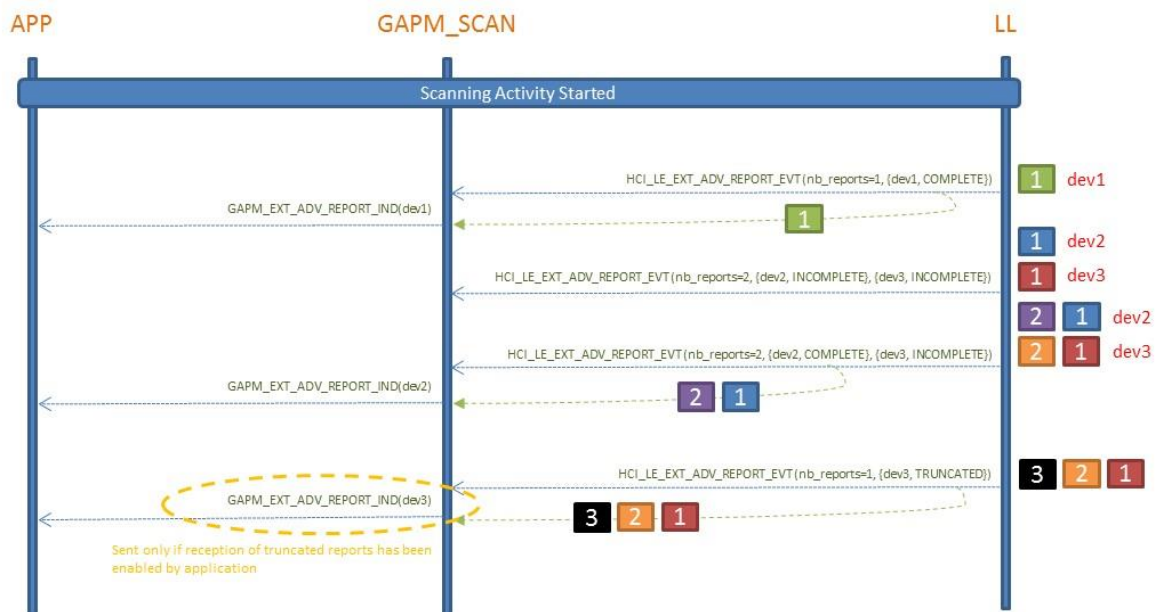 APP GAPM_SCAN LL
Scanning Activity Started
HCI_LE_EXT_ADV_REPORT_EVT(nb_reports=1, {dev1, COMPLETE})
1 dev1
GAPM_EXT_ADV_REPORT_IND(dev1)
1
1 dev2
HCI_LE_EXT_ADV_REPORT_EVT(nb_reports=2, {dev2, INCOMPLETE}, {dev3, INCOMPLETE})
1 dev3
2 1 dev2
HCI_LE_EXT_ADV_REPORT_EVT(nb_reports=2, {dev2, COMPLETE}, {dev3, INCOMPLETE})
2 1 dev3
GAPM_EXT_ADV_REPORT_IND(dev2)
2 1
HCI_LE_EXT_ADV_REPORT_EVT(nb_reports=1, {dev3, TRUNCATED})
3 2 1
GAPM_EXT_ADV_REPORT_IND(dev3)
3 2 1
Sent only if reception of truncated reports has been
enabled by application